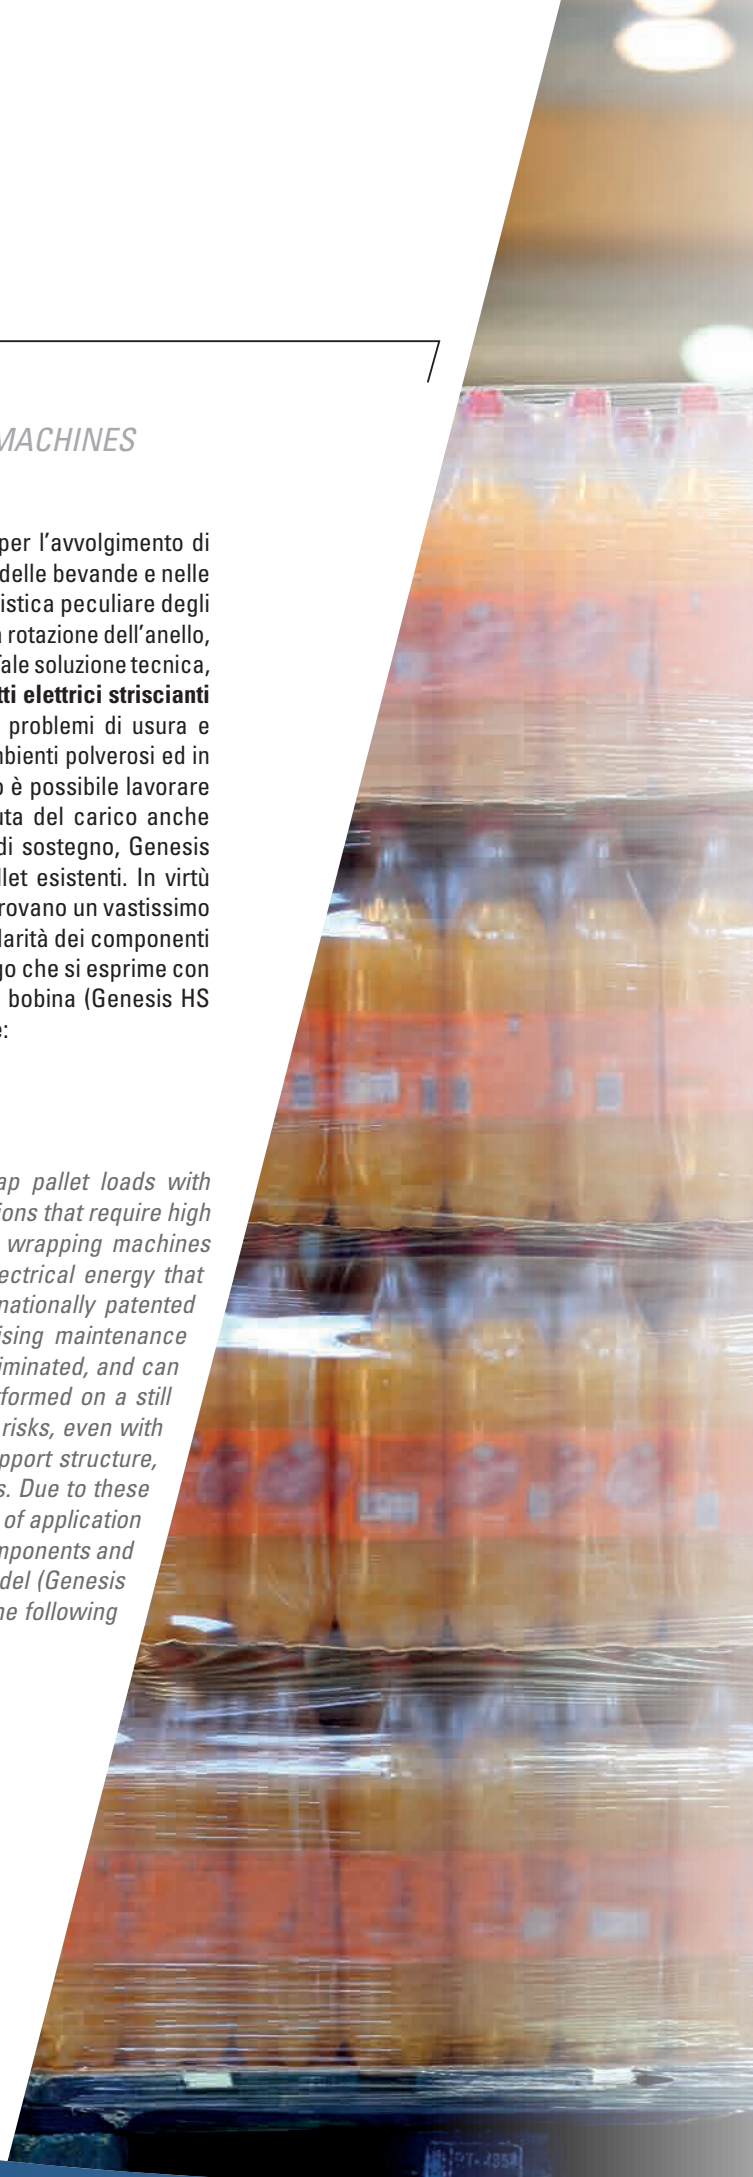 MACHINES
per l’avvolgimento di
delle bevande e nelle
istica peculiare degli
rotazione dell’anello,
Tale soluzione tecnica,
tti elettrici striscianti
problemi di usura e
mbienti polverosi ed in
o è possibile lavorare
uta del carico anche
di sostegno, Genesis
llet esistenti. In virtù
rovano un vastissimo
larità dei componenti
go che si esprime con
bobina (Genesis HS
e:
ap pallet loads with
ions that require high
wrapping machines
lectrical energy that
nationally patented
ising maintenance
liminated, and can
formed on a still
risks, even with
pport structure,
s. Due to these
of application
mponents and
del (Genesis
he following